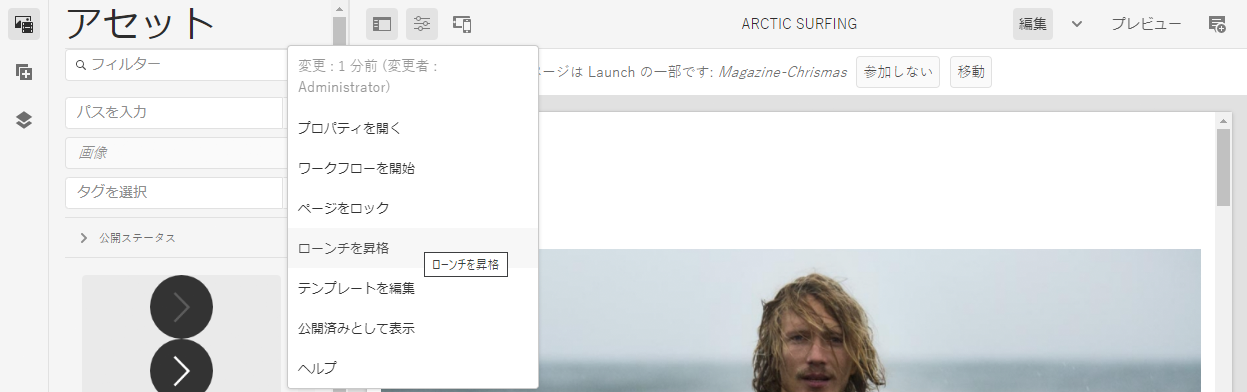 アセット
ARCTIC SURFING
編集
プレビュー
フィルター
変更 : 1 分前 (変更者 :
Administrator)
ページは Launch の一部です: Magazine-Chrismas
参加しない
移動
パスを入力
画像
タグを選択
公開ステータス
プロパティを開く
ワークフローを開始
ページをロック
ローンチを昇格
ローンチを昇格
テンプレートを編集
公開済みとして表示
ヘルプ